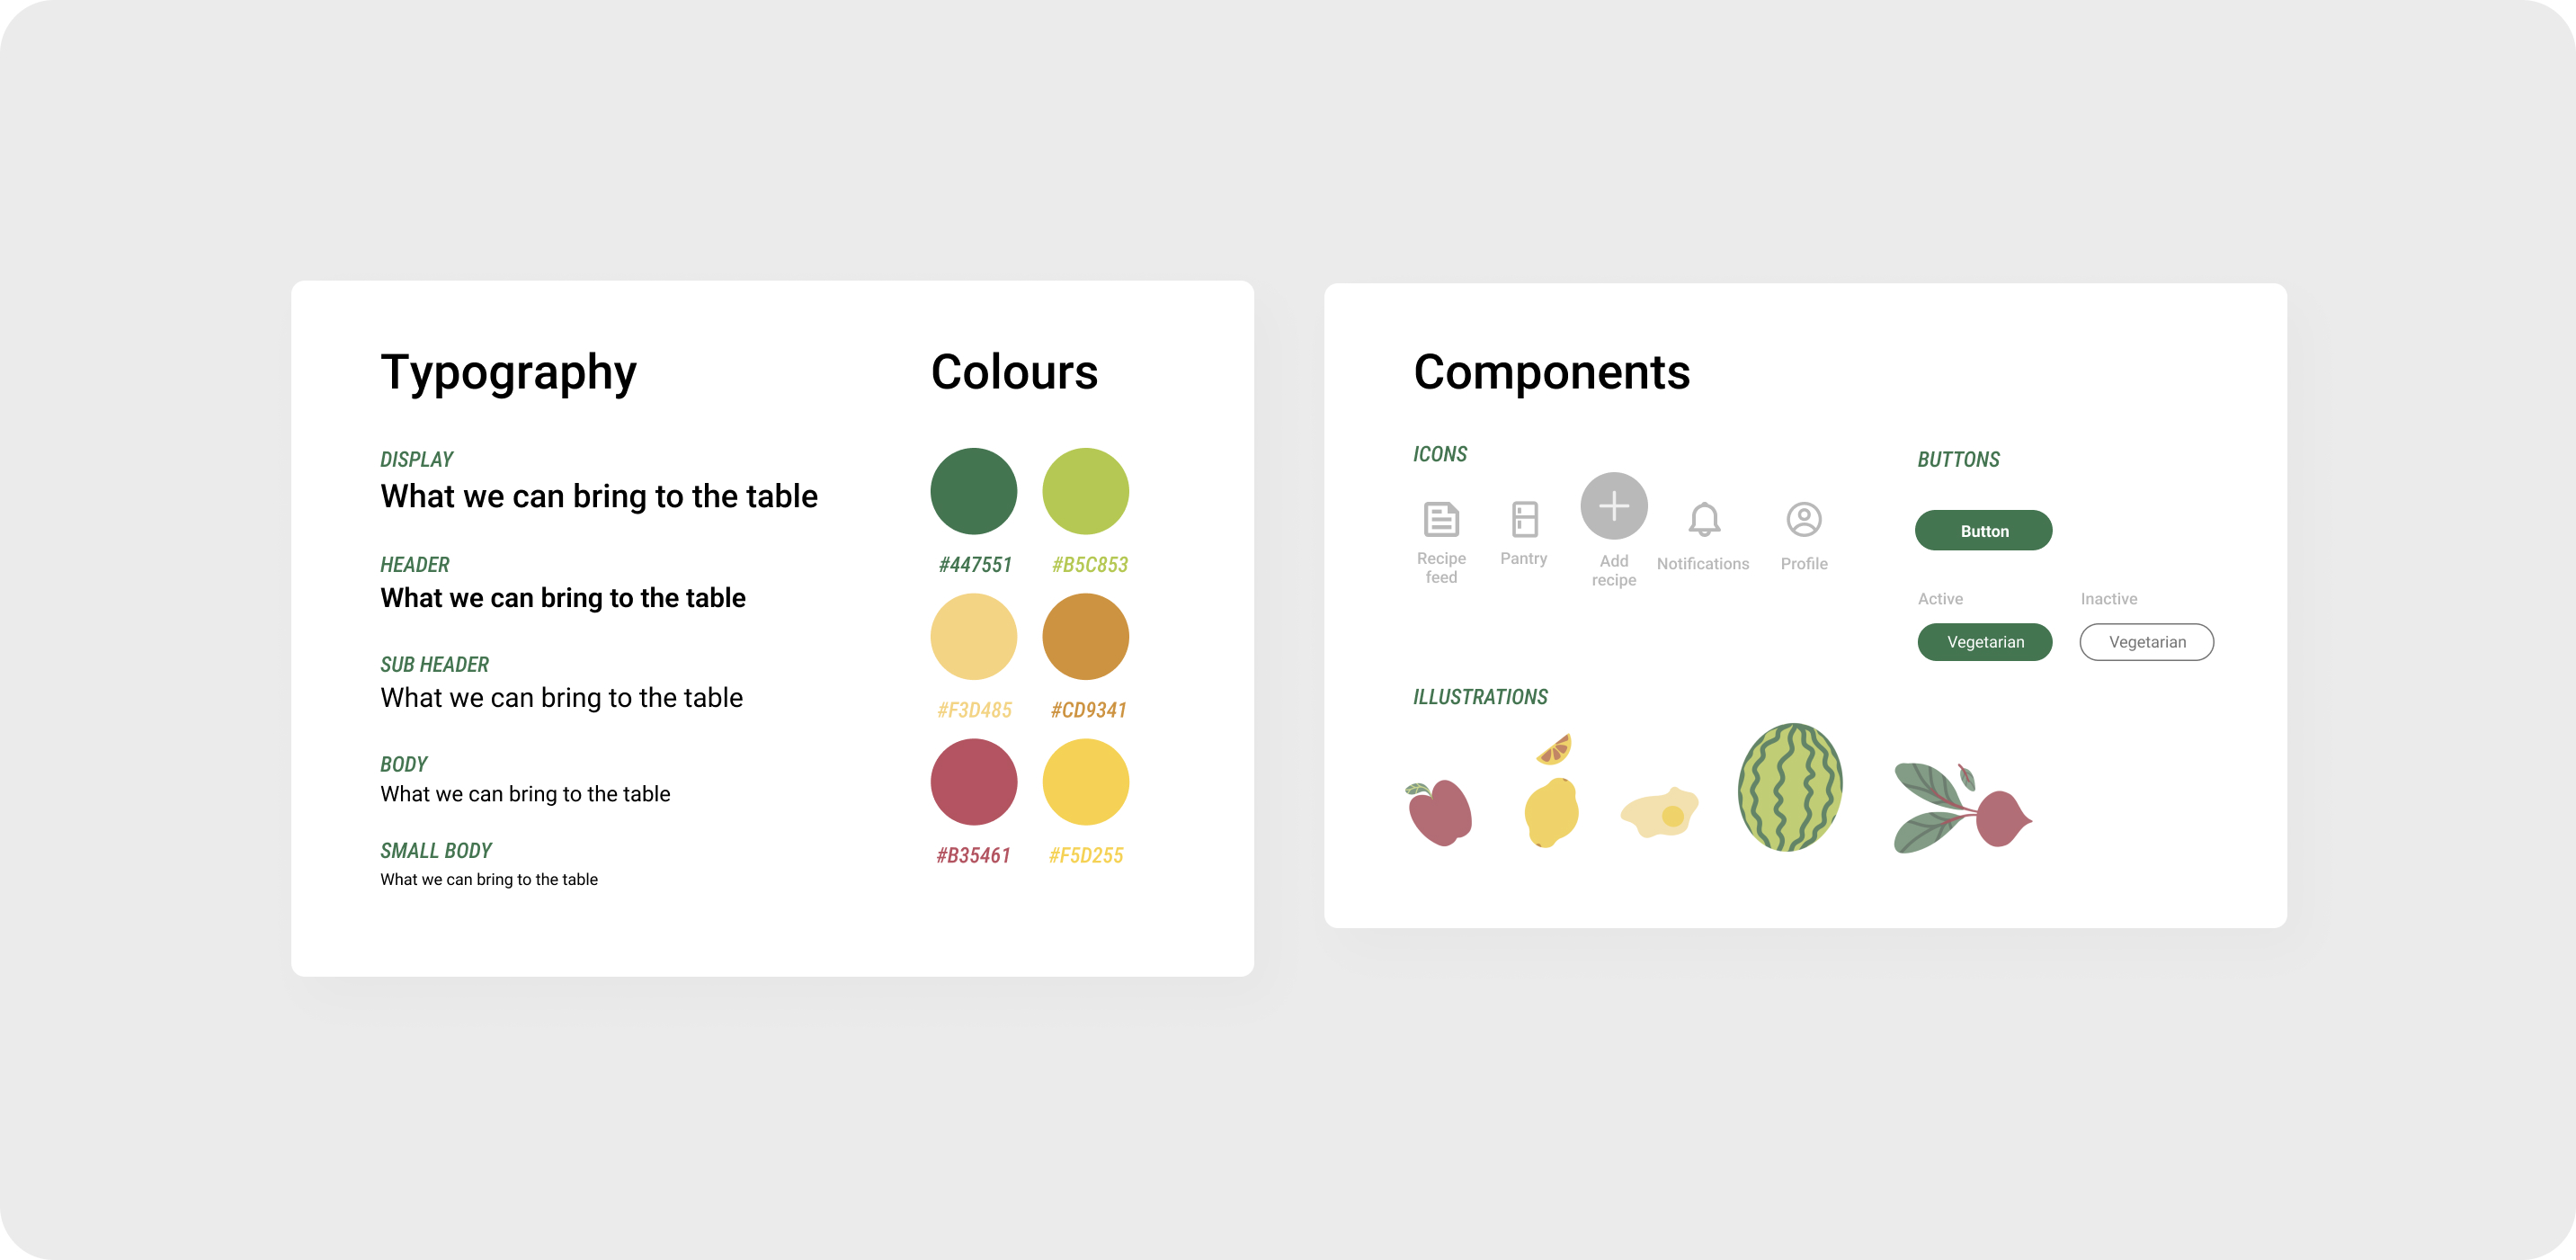 Typography
DISPLAY
What we can bring to the table
HEADER
What we can bring to the table
SUB HEADER
What we can bring to the table
BODY
What we can bring to the table
SMALL BODY
What we can bring to the table
Colours
#447551 #B5C853
#F3D485 #CD9341
#B35461 #F5D255
Components
ICONS
Recipe
feed
Pantry
Add
recipe
Notifications
Profile
BUTTONS
Button
Active Inactive
Vegetarian Vegetarian
ILLUSTRATIONS